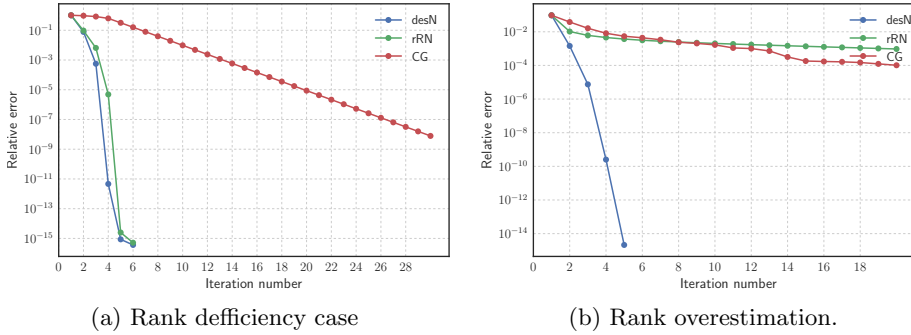 10^-1
10^-3
10^-5
10^-7
10^-9
10^-11
10^-13
10^-15
Relative error
0 2 4 6 8 10 12 14 16 18 20 22 24 26 28
Iteration number
desN
rRN
CG
(a) Rank defficiency case
10^-2
10^-4
10^-6
10^-8
10^-10
10^-12
10^-14
Relative error
0 2 4 6 8 10 12 14 16 18
Iteration number
desN
rRN
CG
(b) Rank overestimation.